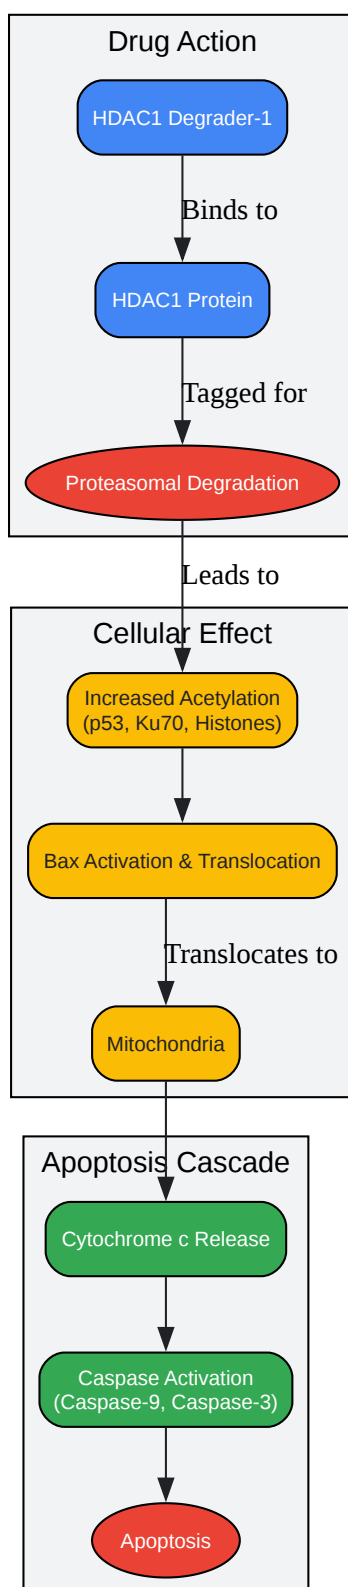 Drug Action
HDAC1 Degrader-1
Binds to
HDAC1 Protein
Tagged for
Proteasomal Degradation
Leads to
Cellular Effect
Increased Acetylation
(p53, Ku70, Histones)
Bax Activation & Translocation
Translocates to
Mitochondria
Apoptosis Cascade
Cytochrome c Release
Caspase Activation
(Caspase-9, Caspase-3)
Apoptosis